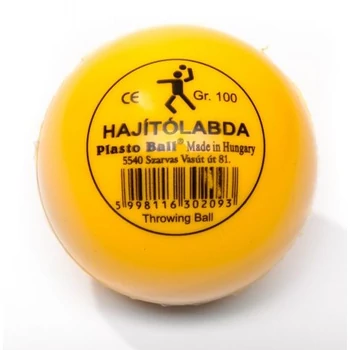 CE Gr. 100
HAJÍTÓLABDA
Plasto Ball® Made in Hungary
5540 Szarvas Vasút út 81.
5 998116 302093
Throwing Ball